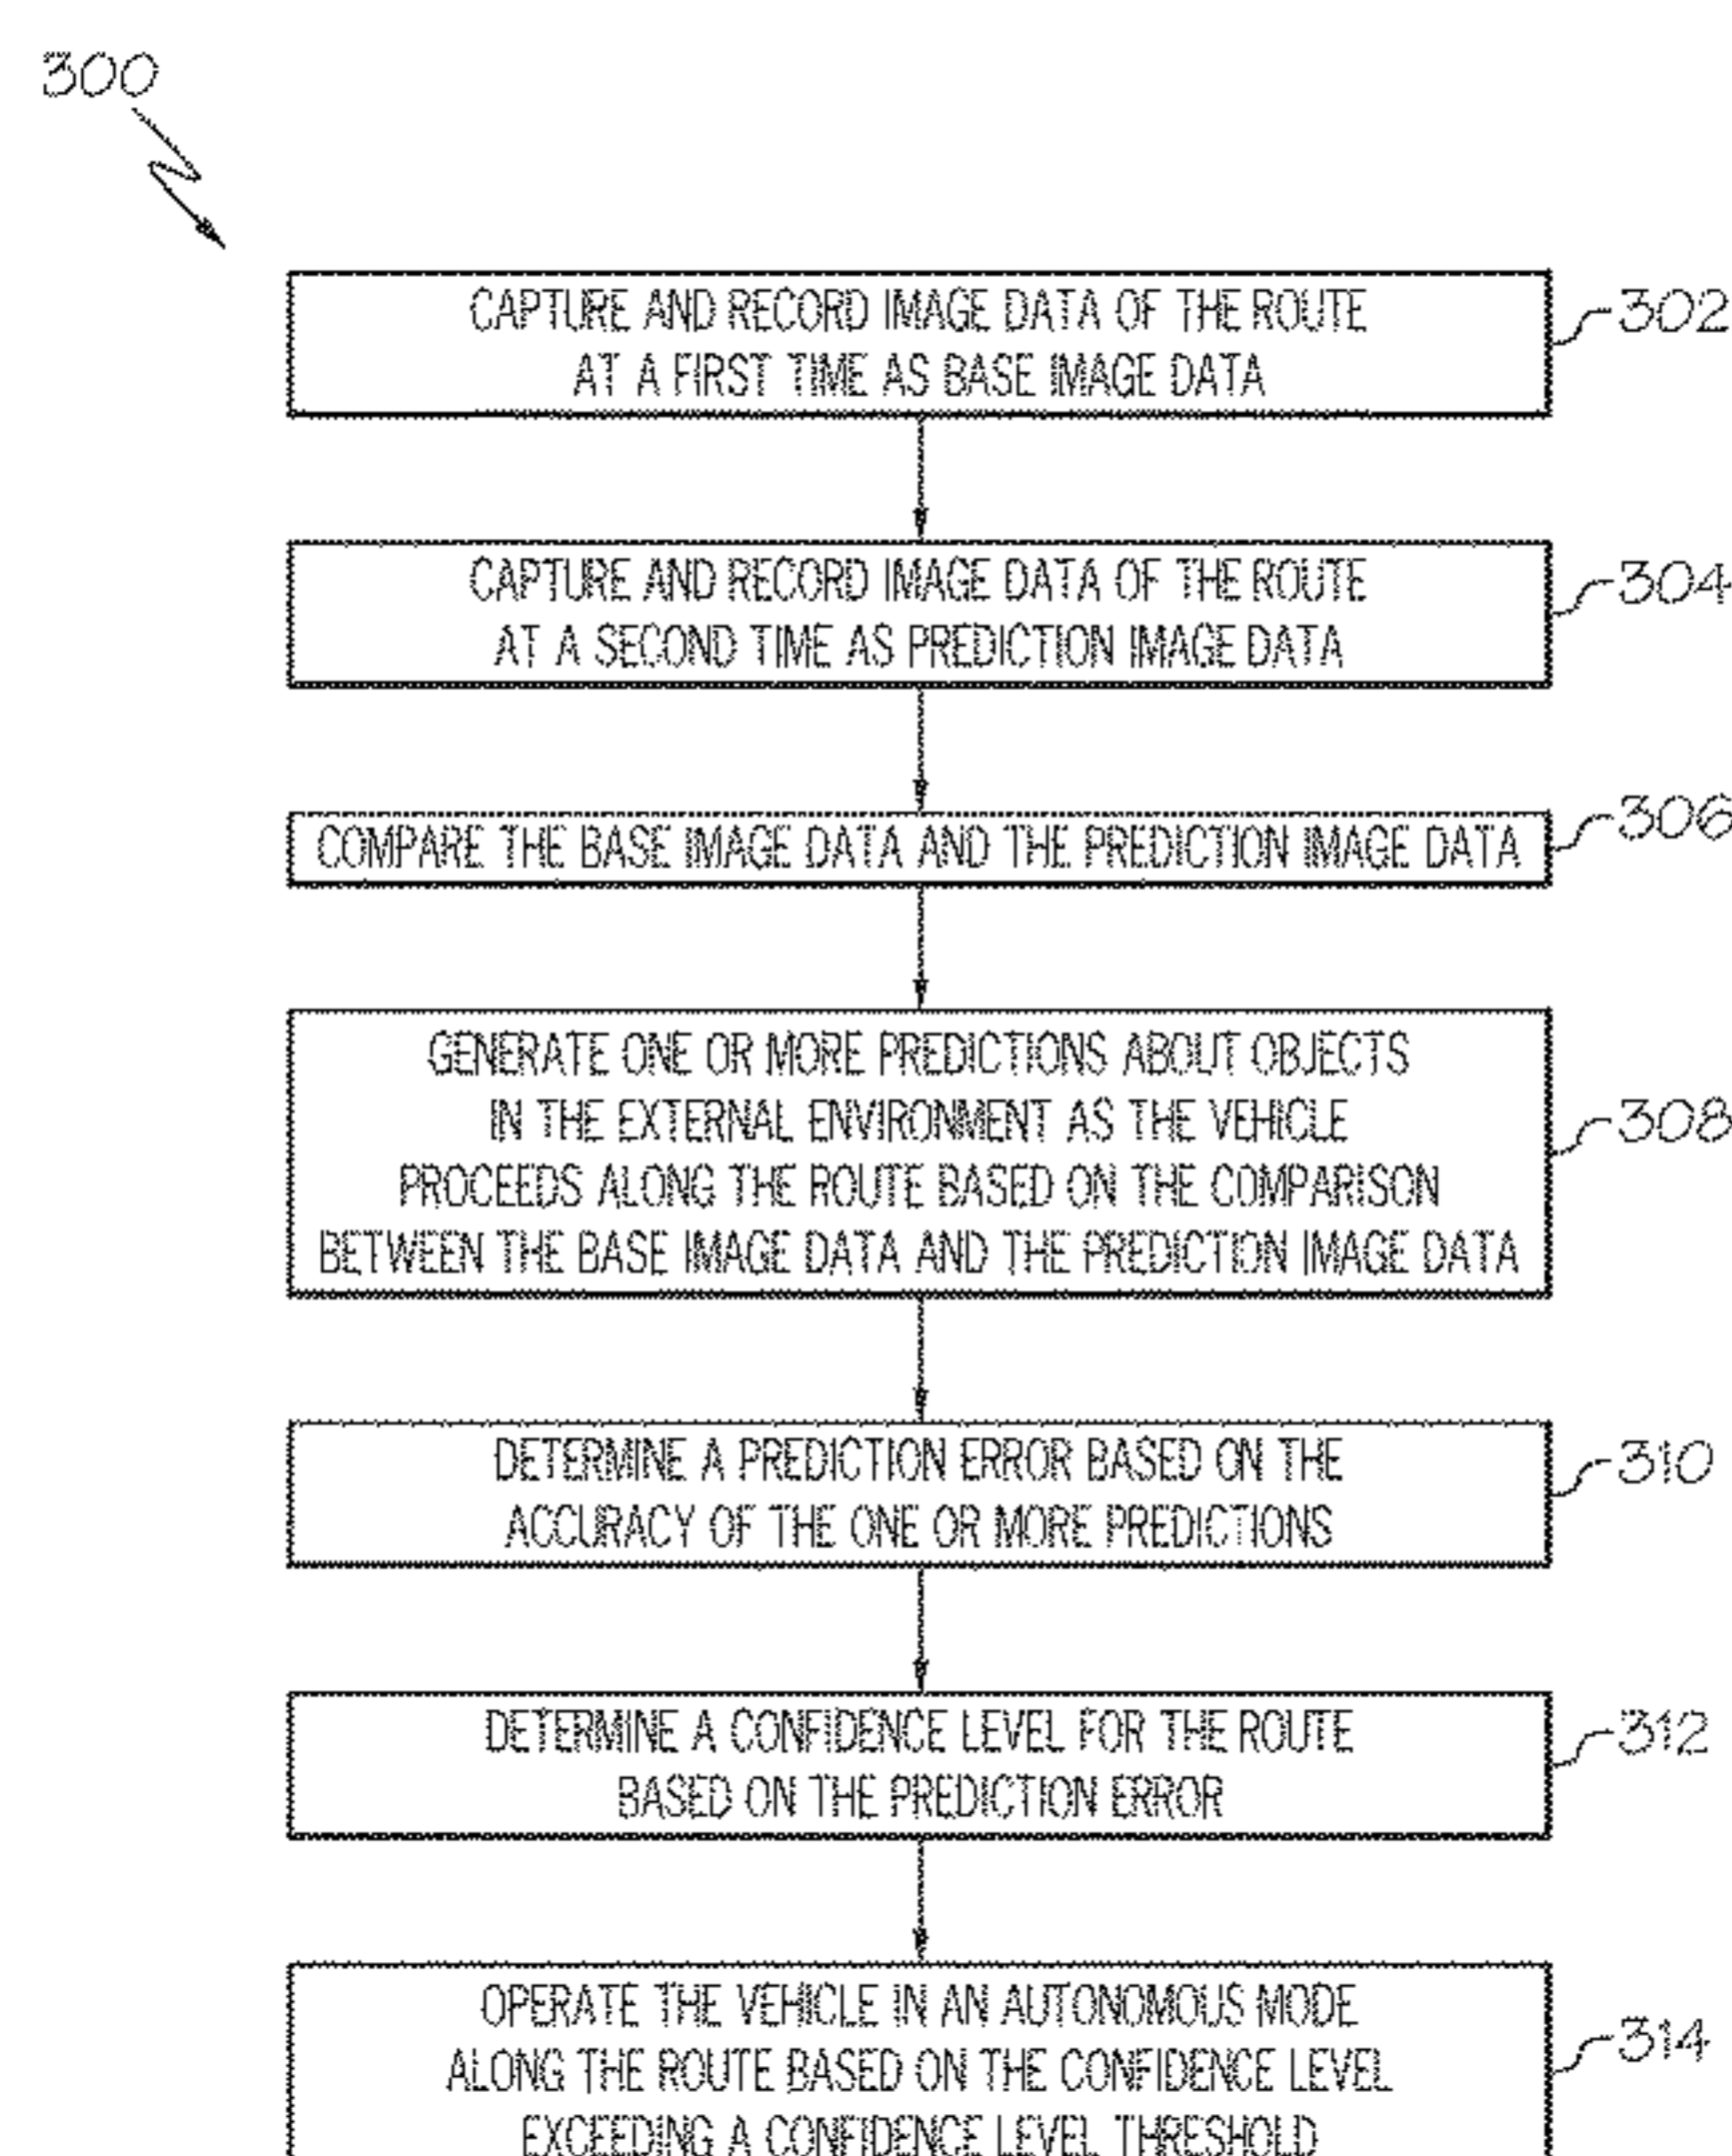 300
CAPTURE AND RECORD IMAGE DATA OF THE ROUTE
AT A FIRST TIME AS BASE IMAGE DATA
302
CAPTURE AND RECORD IMAGE DATA OF THE ROUTE
AT A SECOND TIME AS PREDICTION IMAGE DATA
304
COMPARE THE BASE IMAGE DATA AND THE PREDICTION IMAGE DATA
306
GENERATE ONE OR MORE PREDICTIONS ABOUT OBJECTS
IN THE EXTERNAL ENVIRONMENT AS THE VEHICLE
PROCEEDS ALONG THE ROUTE BASED ON THE COMPARISON
BETWEEN THE BASE IMAGE DATA AND THE PREDICTION IMAGE DATA
308
DETERMINE A PREDICTION ERROR BASED ON THE
ACCURACY OF THE ONE OR MORE PREDICTIONS
310
DETERMINE A CONFIDENCE LEVEL FOR THE ROUTE
BASED ON THE PREDICTION ERROR
312
OPERATE THE VEHICLE IN AN AUTONOMOUS MODE
ALONG THE ROUTE BASED ON THE CONFIDENCE LEVEL
EXCEEDING A CONFIDENCE LEVEL THRESHOLD
314